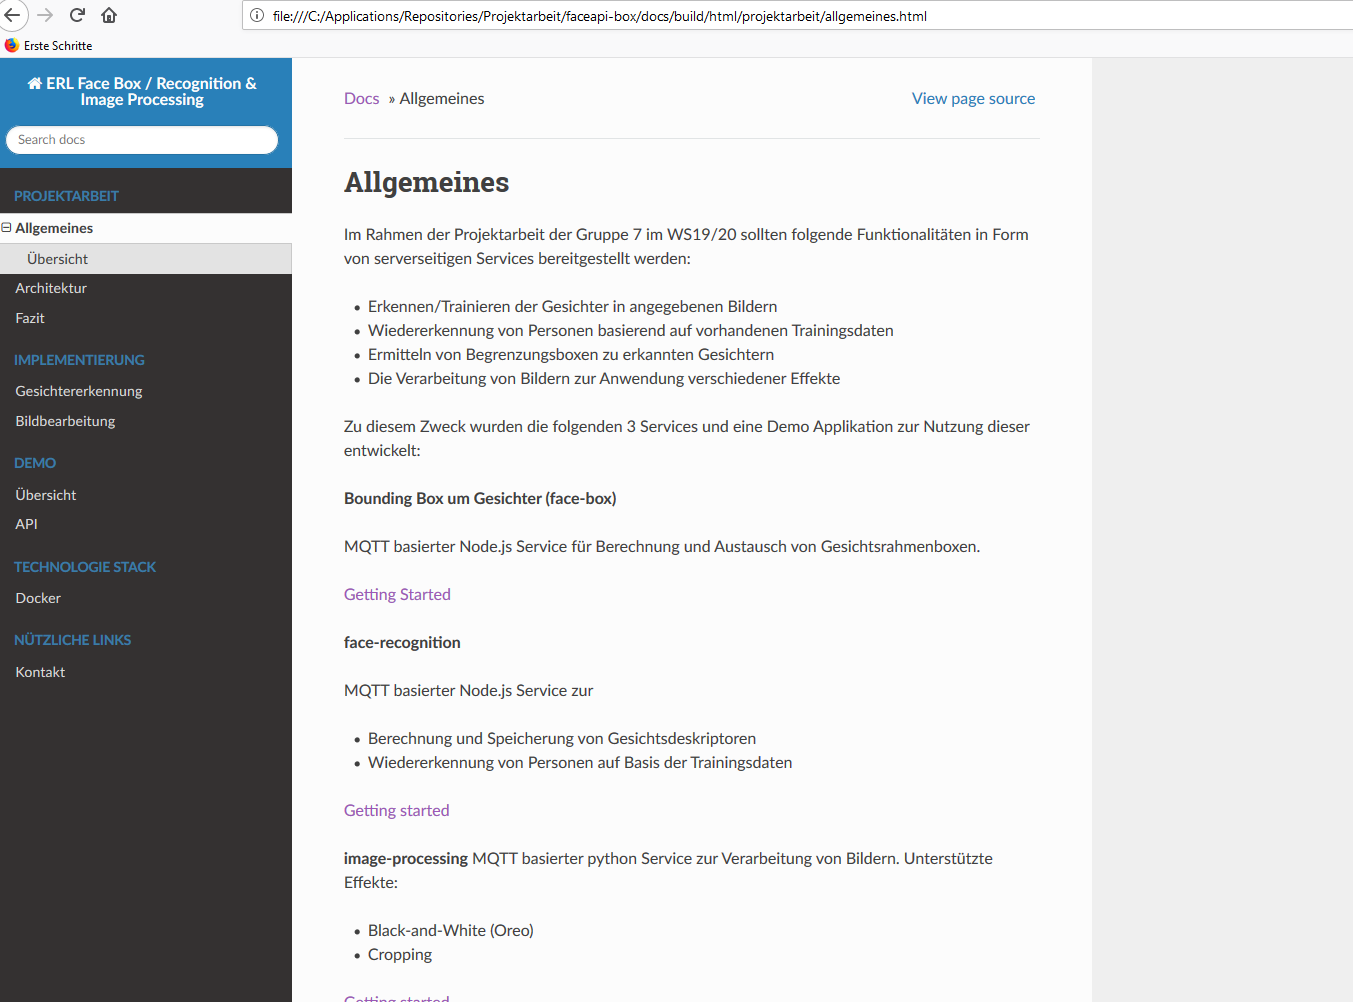 file:///C:/Applications/Repositories/Projektarbeit/faceapi-box/docs/build/html/projektarbeit/allgemeines.html
Erste Schritte
ERL Face Box / Recognition &
Image Processing
Search docs
PROJEKTARBEIT
Allgemeines
Übersicht
Architektur
Fazit
IMPLEMENTIERUNG
Gesichtererkennung
Bildbearbeitung
DEMO
Übersicht
API
TECHNOLOGIE STACK
Docker
NÜTZLICHE LINKS
Kontakt
Docs » Allgemeines
View page source
Allgemeines
Im Rahmen der Projektarbeit der Gruppe 7 im WS19/20 sollten folgende Funktionalitäten in Form
von serverseitigen Services bereitgestellt werden:
• Erkennen/Trainieren der Gesichter in angegebenen Bildern
• Wiedererkennung von Personen basierend auf vorhandenen Trainingsdaten
• Ermitteln von Begrenzungsboxen zu erkannten Gesichtern
• Die Verarbeitung von Bildern zur Anwendung verschiedener Effekte
Zu diesem Zweck wurden die folgenden 3 Services und eine Demo Applikation zur Nutzung dieser
entwickelt:
Bounding Box um Gesichter (face-box)
MQTT basierter Node.js Service für Berechnung und Austausch von Gesichtsrahmenboxen.
Getting Started
face-recognition
MQTT basierter Node.js Service zur
• Berechnung und Speicherung von Gesichtsdeskriptoren
• Wiedererkennung von Personen auf Basis der Trainingsdaten
Getting started
image-processing MQTT basierter python Service zur Verarbeitung von Bildern. Unterstützte
Effekte:
• Black-and-White (Oreo)
• Cropping
Getting started